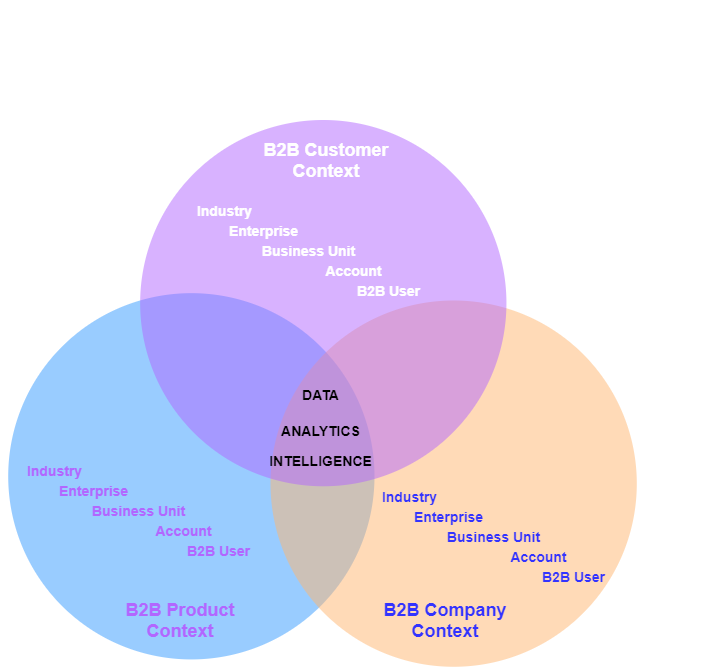 B2B Customer
Context
Industry
Enterprise
Business Unit
Account
B2B User
DATA
ANALYTICS
INTELLIGENCE
Industry
Enterprise
Business Unit
Account
B2B User
B2B Product
Context
Industry
Enterprise
Business Unit
Account
B2B User
B2B Company
Context